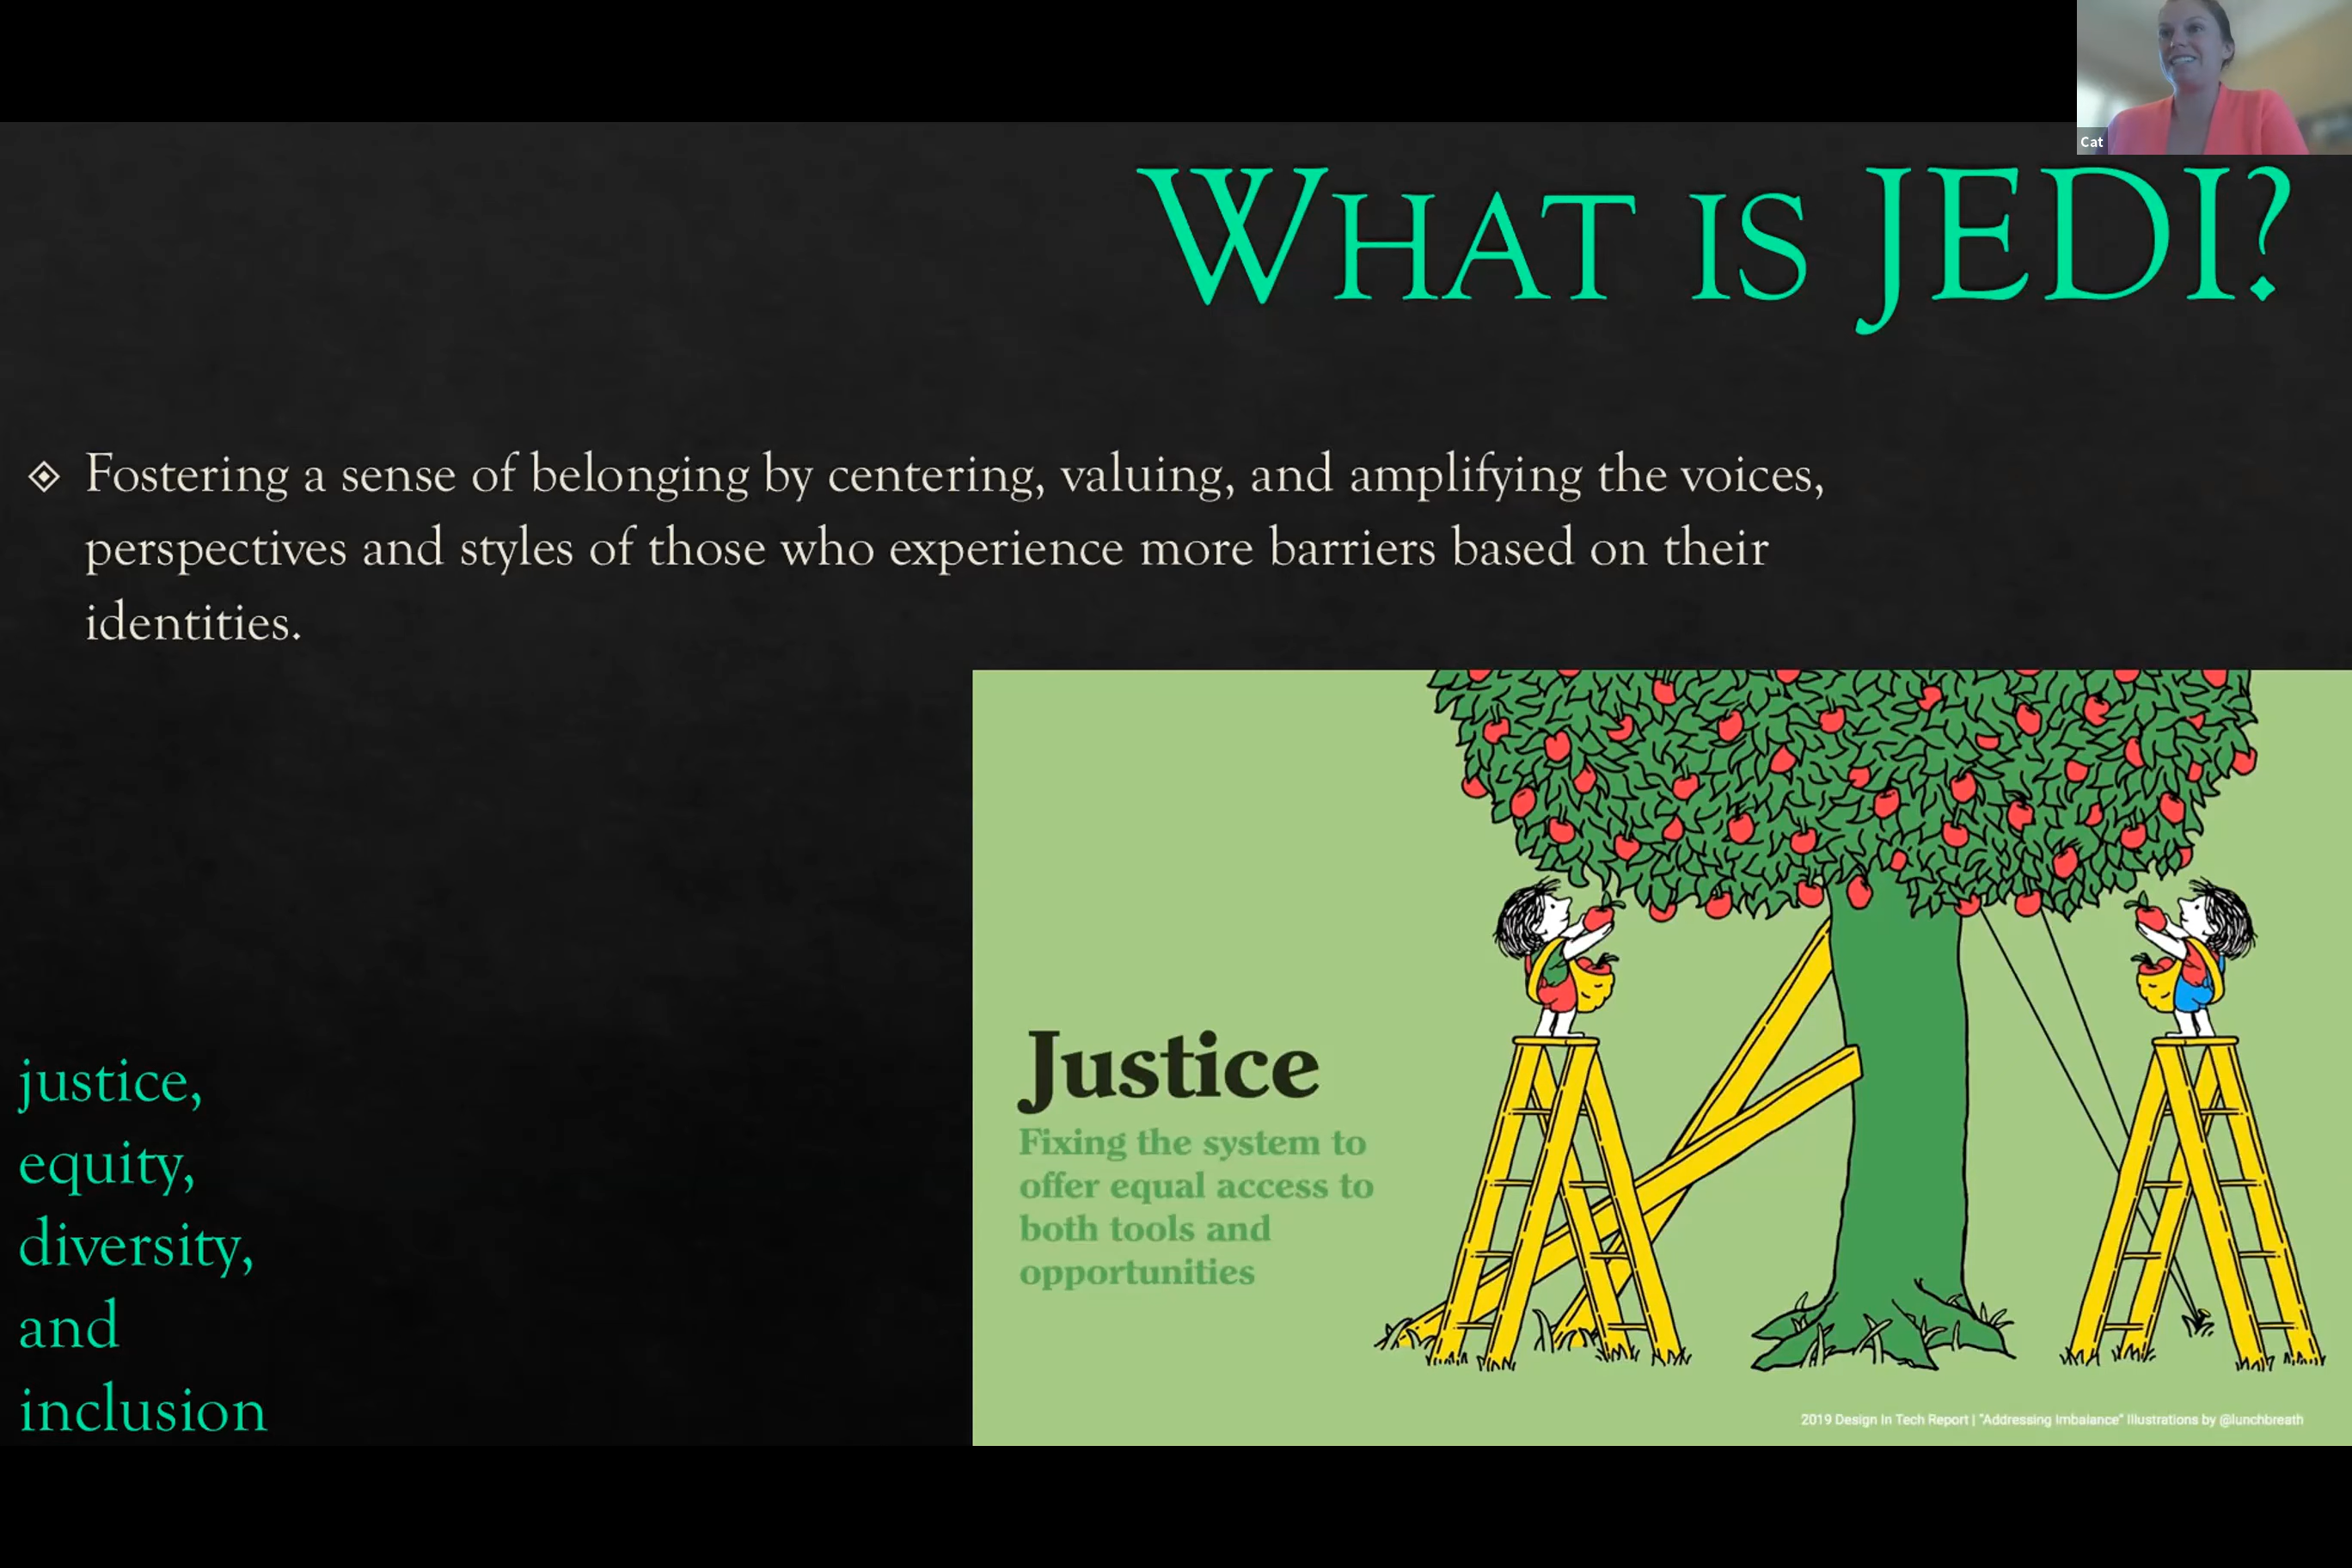 Cat
What is JEDI?
Fostering a sense of belonging by centering, valuing, and amplifying the voices,
perspectives and styles of those who experience more barriers based on their
identities.
justice,
equity,
diversity,
and
inclusion
Justice
Fixing the system to
offer equal access to
both tools and
opportunities
2019 Design In Tech Report | "Addressing Imbalance" Illustrations by @lunchbreath